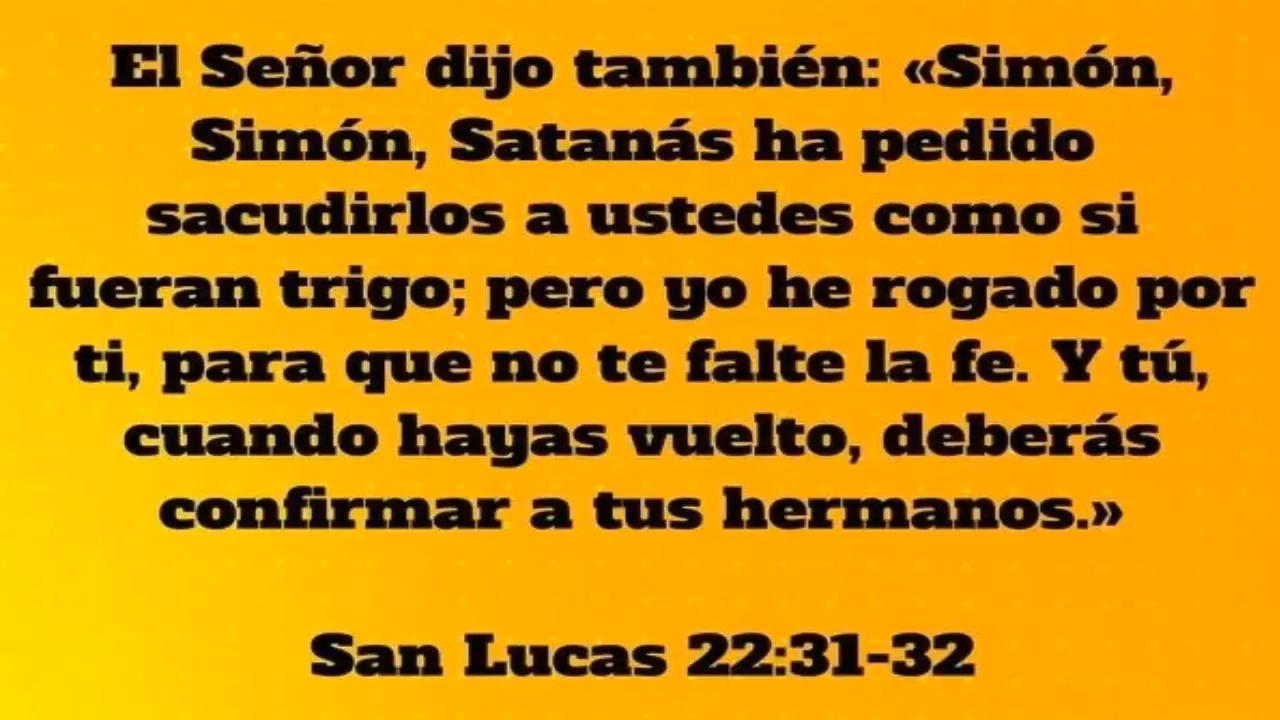 El Señor dijo también: «Simón,
Simón, Satanás ha pedido
sacudirlos a ustedes como si
fueran trigo; pero yo he rogado por
ti, para que no te falte la fe. Y tú,
cuando hayas vuelto, deberás
confirmar a tus hermanos.»
San Lucas 22:31-32